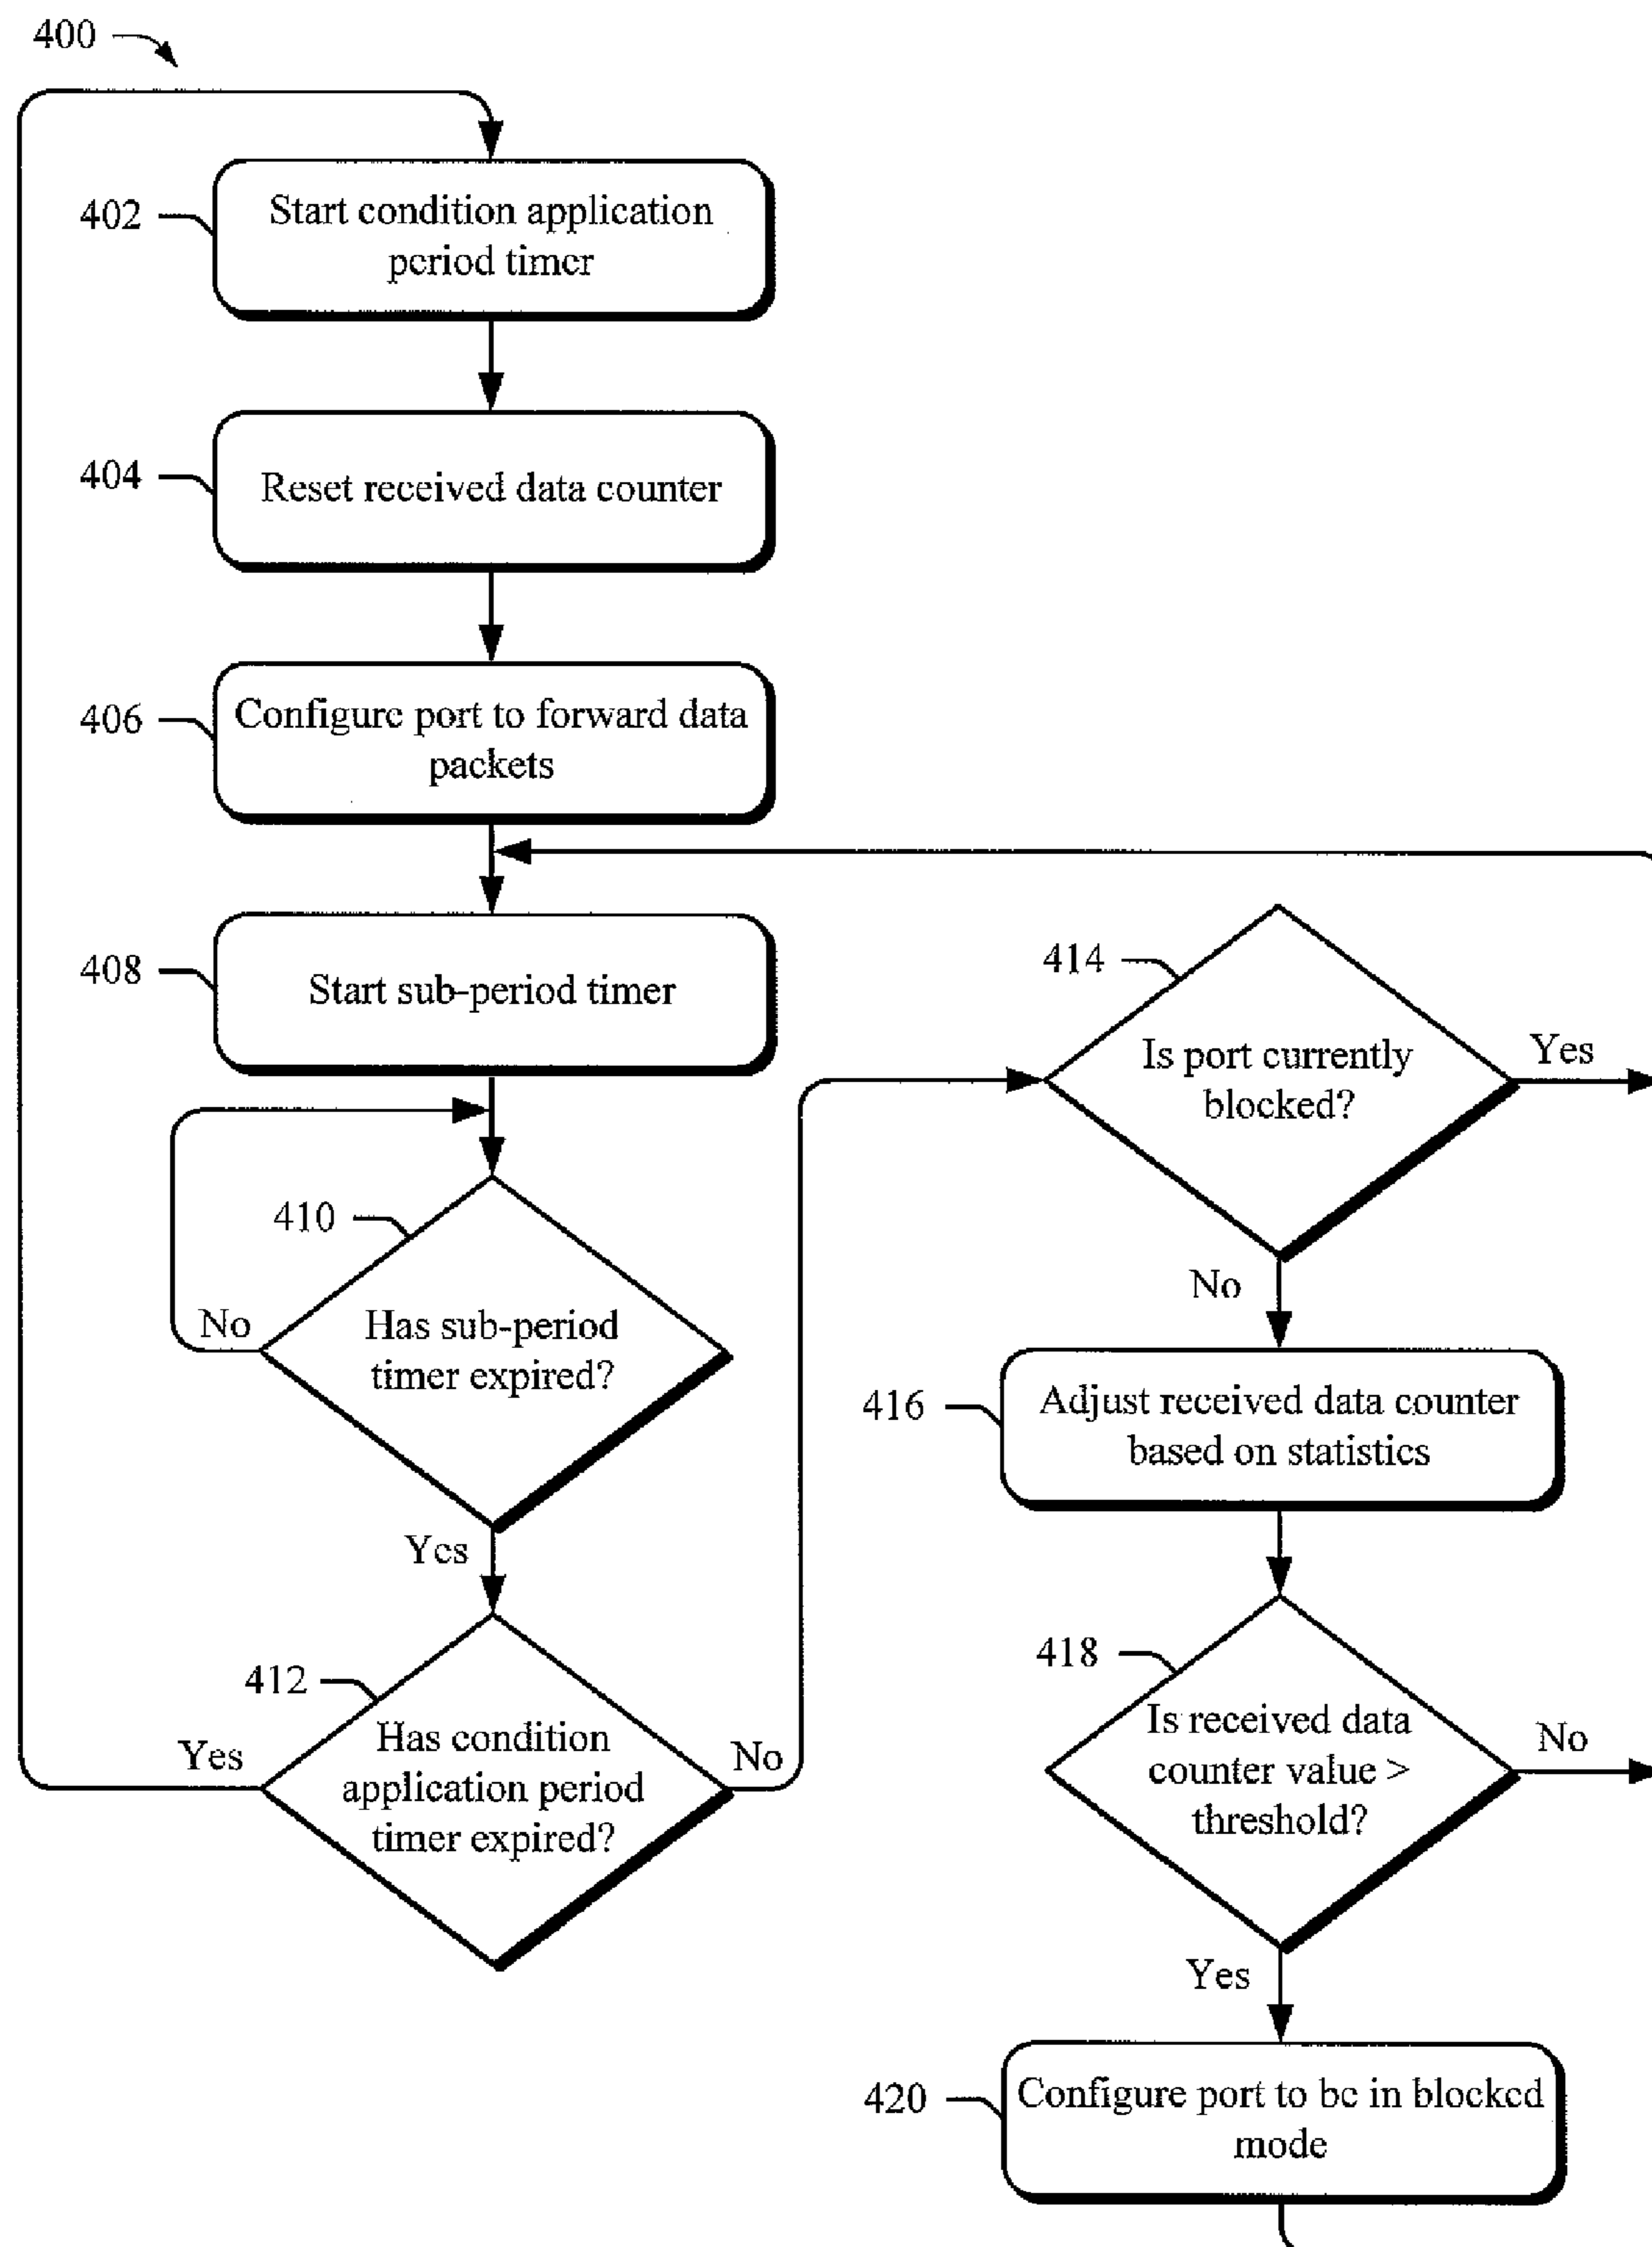 400
402
Start condition application
period timer
404
Reset received data counter
406
Configure port to forward data
packets
408
Start sub-period timer
410
Has sub-period
timer expired?
No
Yes
412
Has condition
application period
timer expired?
Yes
No
414
Is port currently
blocked?
Yes
No
416
Adjust received data counter
based on statistics
418
Is received data
counter value >
threshold?
No
Yes
420
Configure port to be in blocked
mode